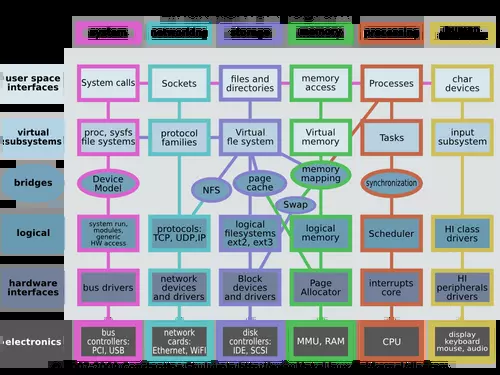 system networking storage memory processing
user space
interfaces
System calls
Sockets
files and
directories
memory
access
Processes
char
devices
virtual
subsystems
proc, sysfs
file systems
protocol
families
Virtual
fle system
Virtual
memory
Tasks
input
subsystem
bridges
Device
Model
NFS
page
cache
memory
mapping
synchronization
Swap
logical
system run,
modules,
generic
HW access
protocols:
TCP, UDP,IP
logical
filesystems
ext2, ext3
logical
memory
Scheduler
HI class
drivers
hardware
interfaces
bus drivers
network
devices
and drivers
Block
devices
and drivers
Page
Allocator
interrupts
core
HI
peripherals
drivers
electronics
bus
controllers:
PCI, USB
network
cards:
Ethernet, WiFI
disk
controllers:
IDE, SCSI
MMU, RAM
CPU
display
keyboard
mouse, audio